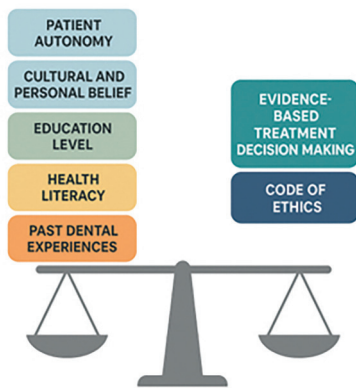 PATIENT
AUTONOMY
CULTURAL AND
PERSONAL BELIEF
EDUCATION
LEVEL
HEALTH
LITERACY
PAST DENTAL
EXPERIENCES
EVIDENCE-
BASED
TREATMENT
DECISION MAKING
CODE OF
ETHICS